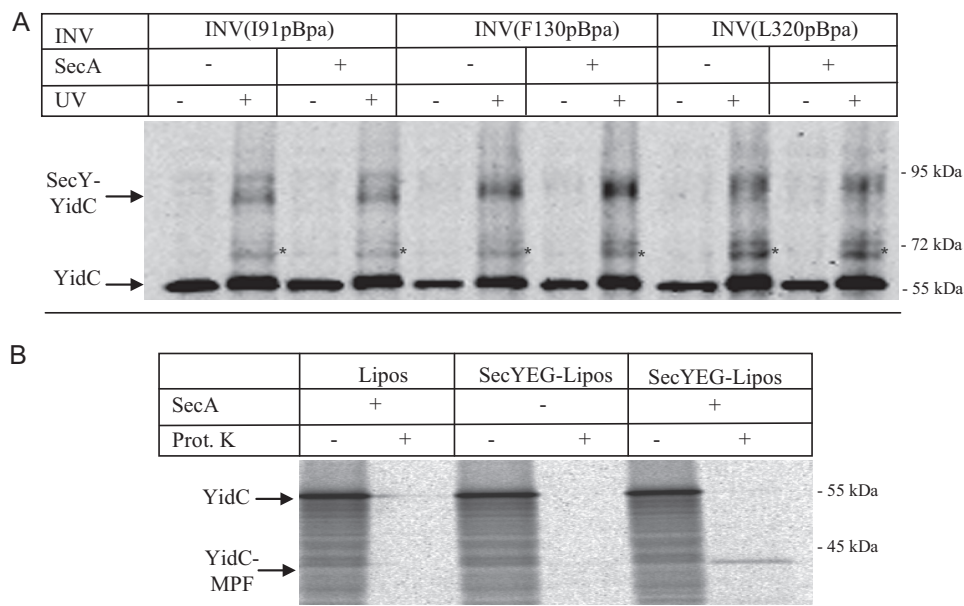 A
INV INV(I91pBpa) INV(F130pBpa) INV(L320pBpa)
SecA - + - + - +
UV - + - + - + - + - + - +
SecY-
YidC
- 95 kDa
* * * * * *
- 72 kDa
YidC
- 55 kDa
B
Lipos SecYEG-Lipos SecYEG-Lipos
SecA + - +
Prot. K - + - + - +
YidC
- 55 kDa
- 45 kDa
YidC-
MPF